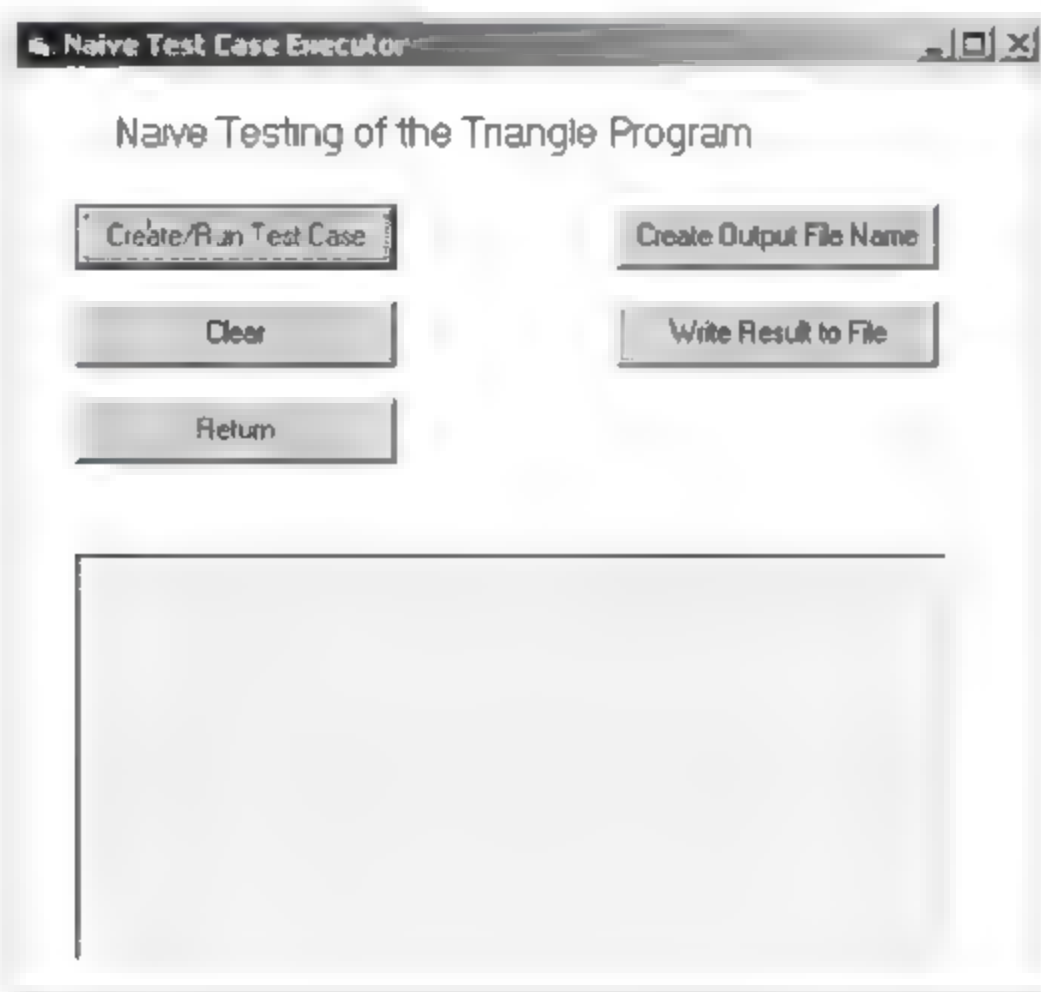 Naive Test Case Executor
Naive Testing of the Triangle Program
Create/Run Test Case
Create Output File Name
Clear
Write Result to File
Return